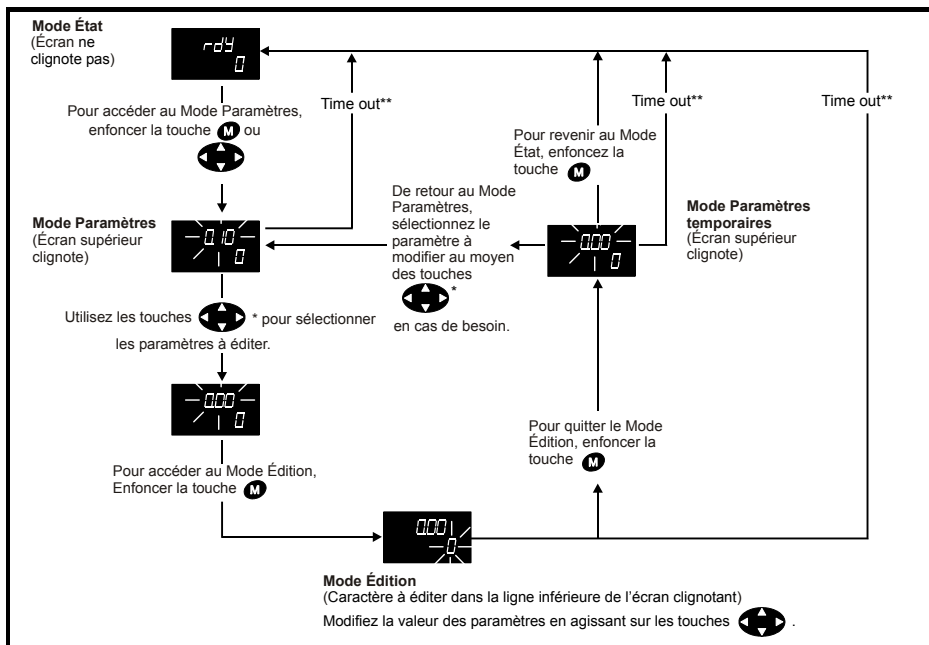 Mode État
(Écran ne
clignote pas)
rdy
0
Pour accéder au Mode Paramètres,
enfoncer la touche M ou
Time out**
Mode Paramètres
(Écran supérieur
clignote)
0.10
0
Utilisez les touches * pour sélectionner
les paramètres à éditer.
0.00
0
Pour accéder au Mode Édition,
Enfoncer la touche M
De retour au Mode
Paramètres,
sélectionnez le
paramètre à
modifier au moyen
des touches
*
en cas de besoin.
Pour revenir au Mode
État, enfoncez la
touche M
Time out**
Time out**
0.00
0
Mode Paramètres
temporaires
(Écran supérieur
clignote)
Pour quitter le Mode
Édition, enfoncer la
touche M
0.00
0
Mode Édition
(Caractère à éditer dans la ligne inférieure de l'écran clignotant)
Modifiez la valeur des paramètres en agissant sur les touches .